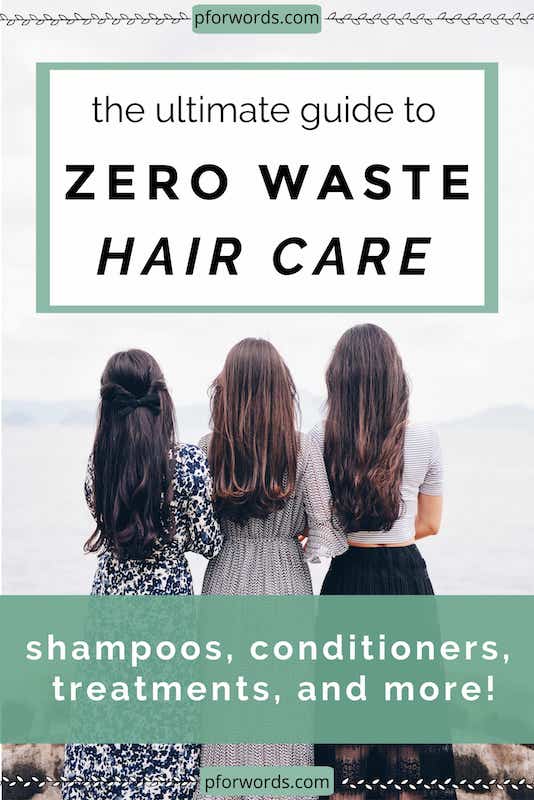 pforwords.com
the ultimate guide to
ZERO WASTE
HAIR CARE
shampoos, conditioners,
treatments, and more!
pforwords.com